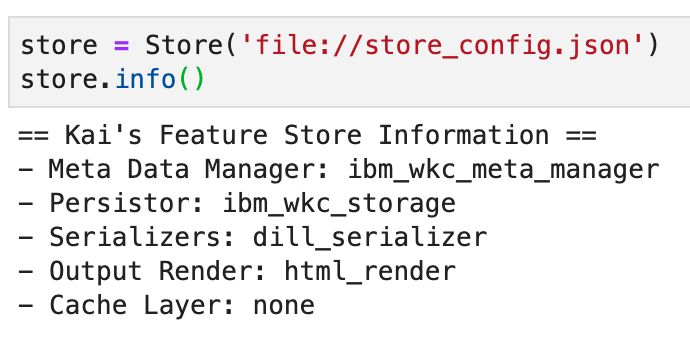 store = Store('file://store_config.json')
store.info()
== Kai's Feature Store Information ==
- Meta Data Manager: ibm_wkc_meta_manager
- Persistor: ibm_wkc_storage
- Serializers: dill_serializer
- Output Render: html_render
- Cache Layer: none